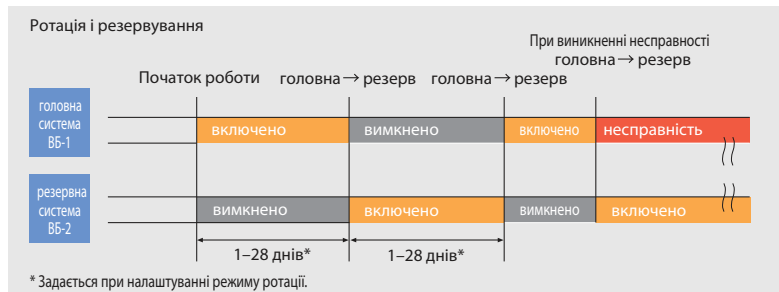 Ротація і резервування
При виникненні несправності
головна → резерв
Початок роботи головна → резерв головна → резерв
головна
система
ВБ-1
включено вимкнено включено несправність
резервна
система
ВБ-2
вимкнено включено вимкнено включено
1–28 днів* 1–28 днів*
* Задається при налаштуванні режиму ротації.